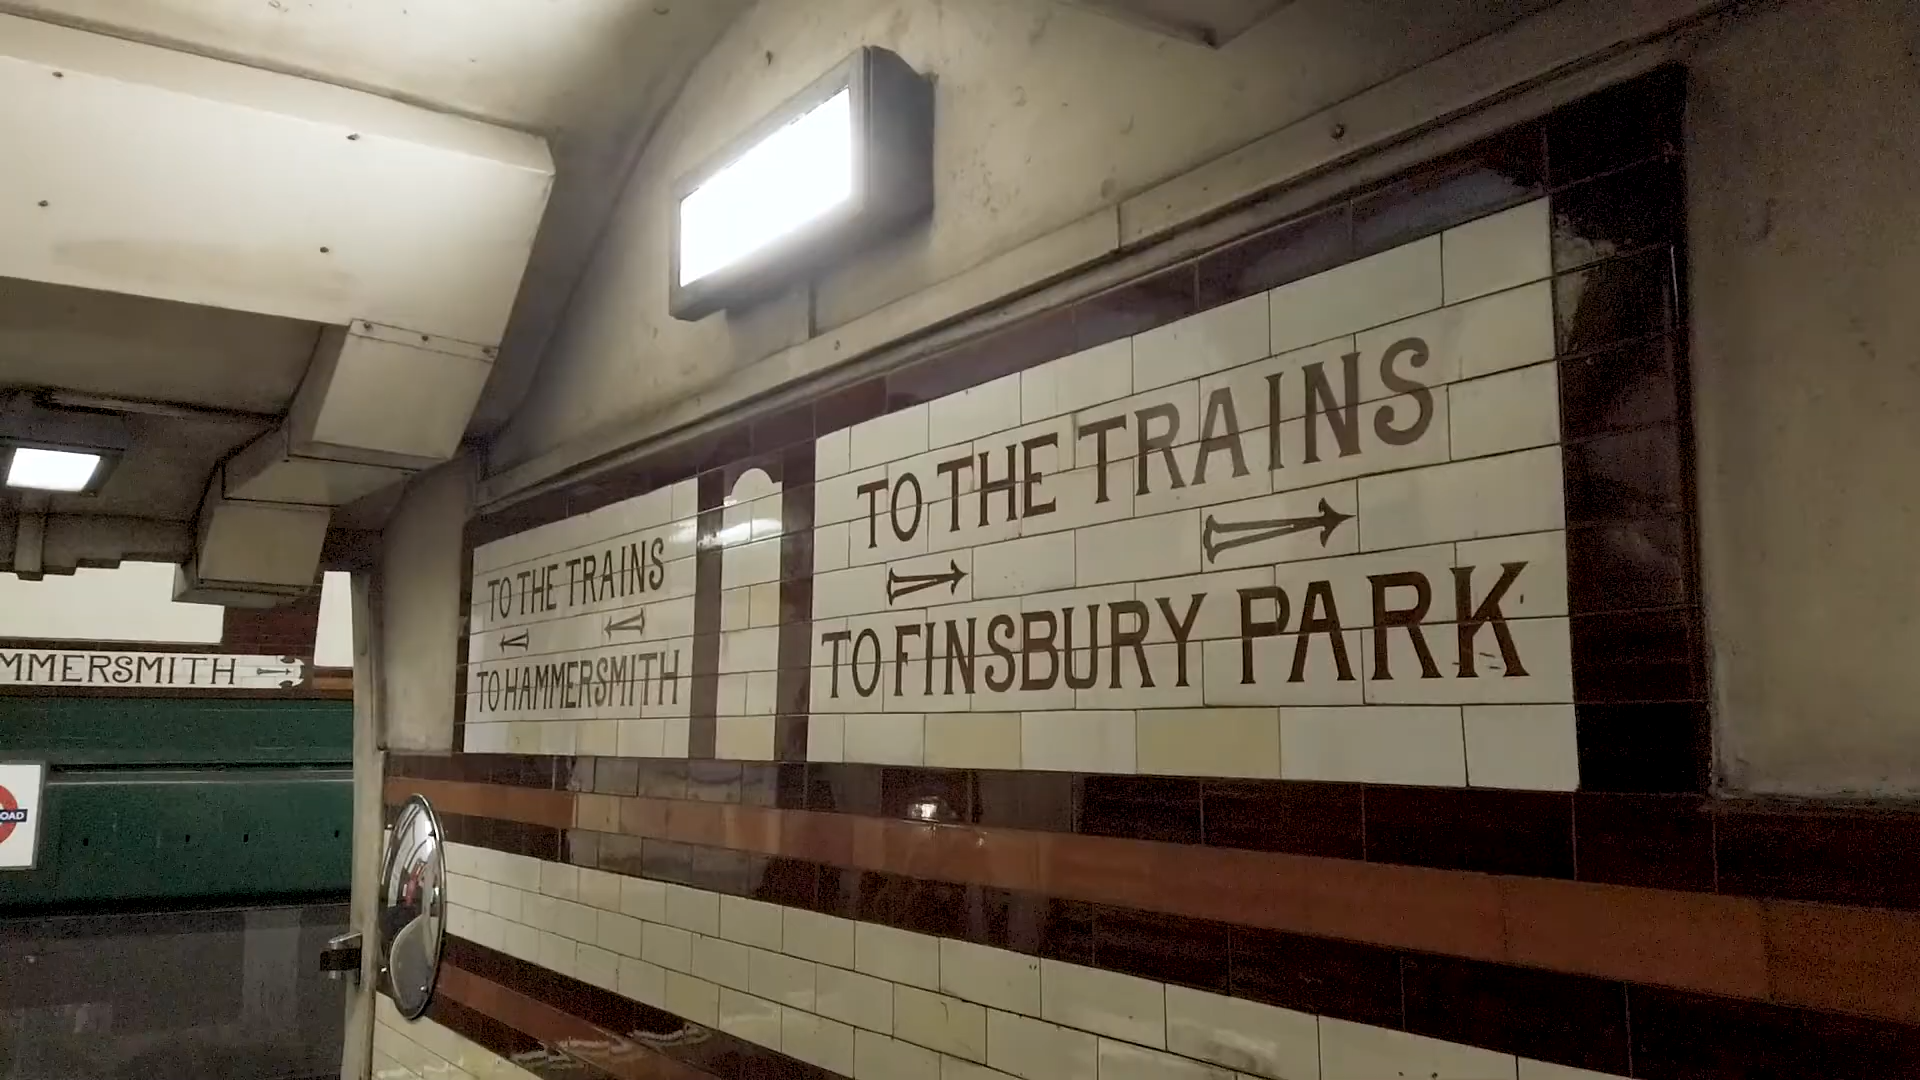 TO THE TRAINS
TO HAMMERSMITH
TO THE TRAINS
TO FINSBURY PARK
MMERSMITH
OAD